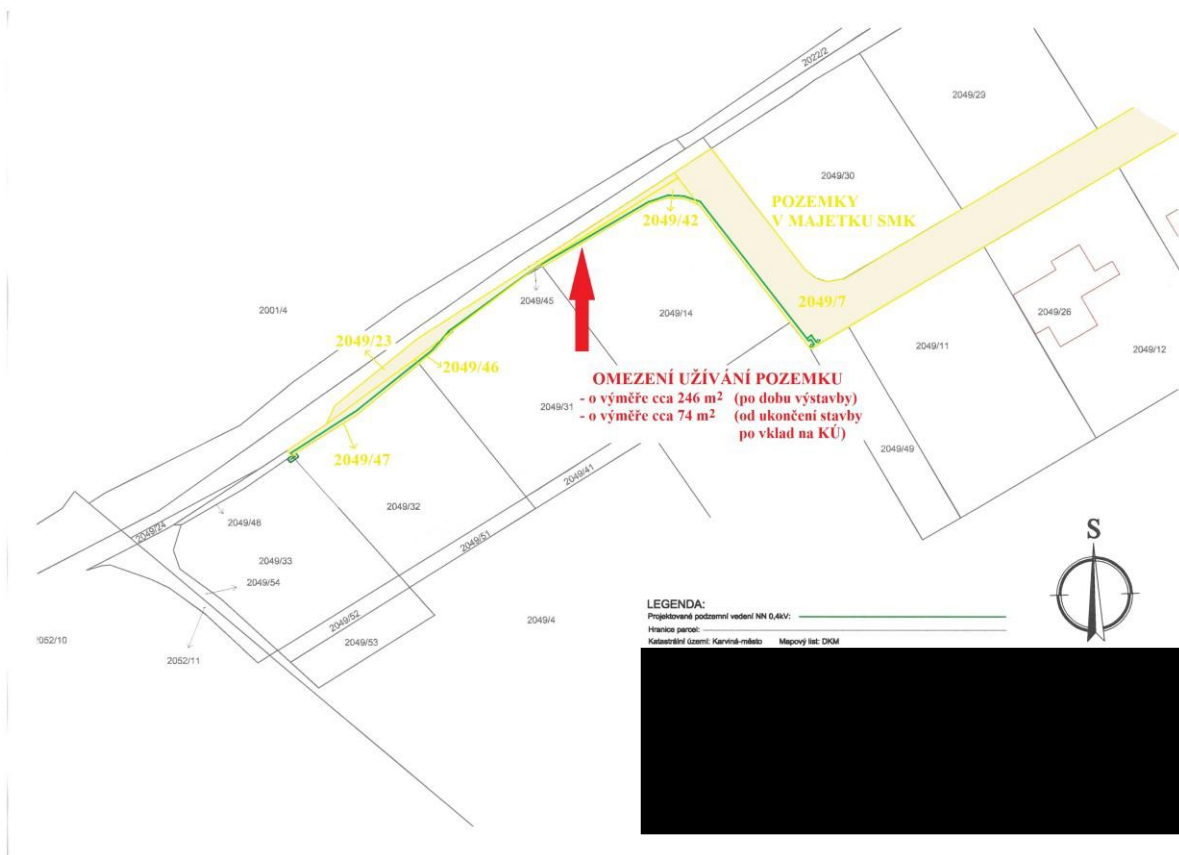 2022/2
2049/29
2049/30
POZEMKY
V MAJETKU SMK
2049/42
2001/4
2049/45
2049/14
2049/7
2049/26
2049/23
2049/46
2049/11
2049/12
OMEZENÍ UŽÍVÁNÍ POZEMKU
- o výměře cca 246 m² (po dobu výstavby)
- o výměře cca 74 m² (od ukončení stavby
po vklad na KÚ)
2049/31
2049/47
2049/49
2049/41
2049/32
2049/48
2049/24
2049/51
2049/33
2049/54
S
2049/52
2049/4
2052/10
2049/53
2052/11
LEGENDA:
Projektované podzemní vedení NN 0,4kV:
Hranice parcel:
Katastrální území: Karviná-město Mapový list: DKM